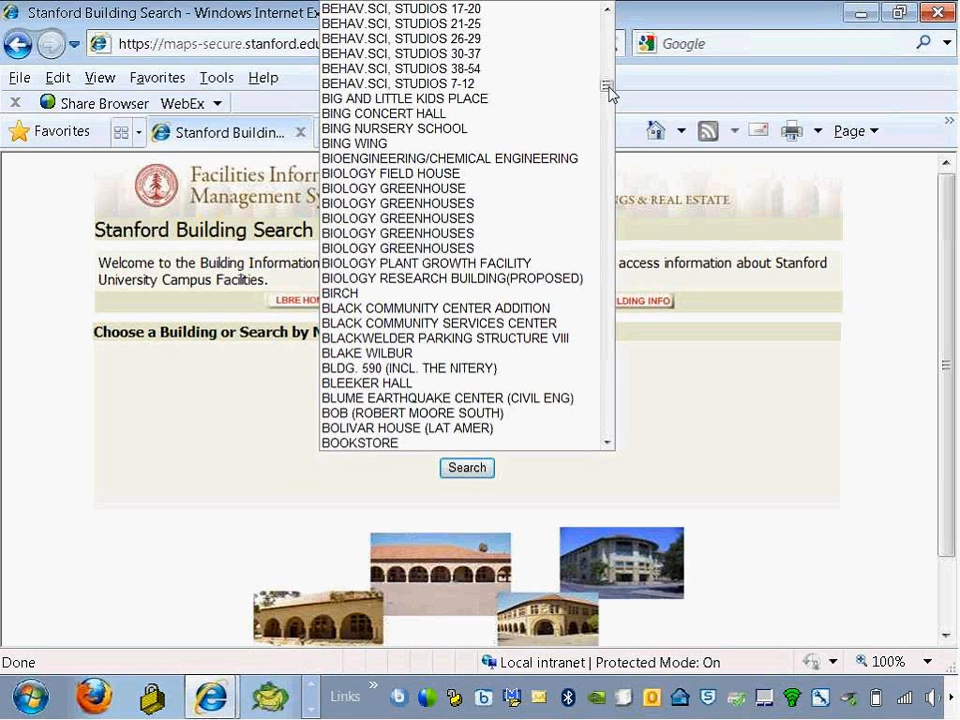 Stanford Building Search - Windows Internet Ex
https://maps-secure.stanford.edu
Google
File Edit View Favorites Tools Help
Share Browser WebEx
Favorites
Stanford Buildin...
Page
BEHAV.SCI, STUDIOS 17-20
BEHAV.SCI, STUDIOS 21-25
BEHAV.SCI, STUDIOS 26-29
BEHAV.SCI, STUDIOS 30-37
BEHAV.SCI, STUDIOS 38-54
BEHAV.SCI, STUDIOS 7-12
BIG AND LITTLE KIDS PLACE
BING CONCERT HALL
BING NURSERY SCHOOL
BING WING
BIOENGINEERING/CHEMICAL ENGINEERING
BIOLOGY FIELD HOUSE
BIOLOGY GREENHOUSE
BIOLOGY GREENHOUSES
BIOLOGY GREENHOUSES
BIOLOGY GREENHOUSES
BIOLOGY GREENHOUSES
BIOLOGY PLANT GROWTH FACILITY
BIOLOGY RESEARCH BUILDING(PROPOSED)
BIRCH
BLACK COMMUNITY CENTER ADDITION
BLACK COMMUNITY SERVICES CENTER
BLACKWELDER PARKING STRUCTURE VIII
BLAKE WILBUR
BLDG. 590 (INCL. THE NITERY)
BLEEKER HALL
BLUME EARTHQUAKE CENTER (CIVIL ENG)
BOB (ROBERT MOORE SOUTH)
BOLIVAR HOUSE (LAT AMER)
BOOKSTORE
Facilities Inform
Management Sy
NGS & REAL ESTATE
Stanford Building Search
Welcome to the Building Information access information about Stanford
University Campus Facilities.
LBRE HOM
LDING INFO
Choose a Building or Search by N
Search
Done
Local intranet | Protected Mode: On
100%
Links